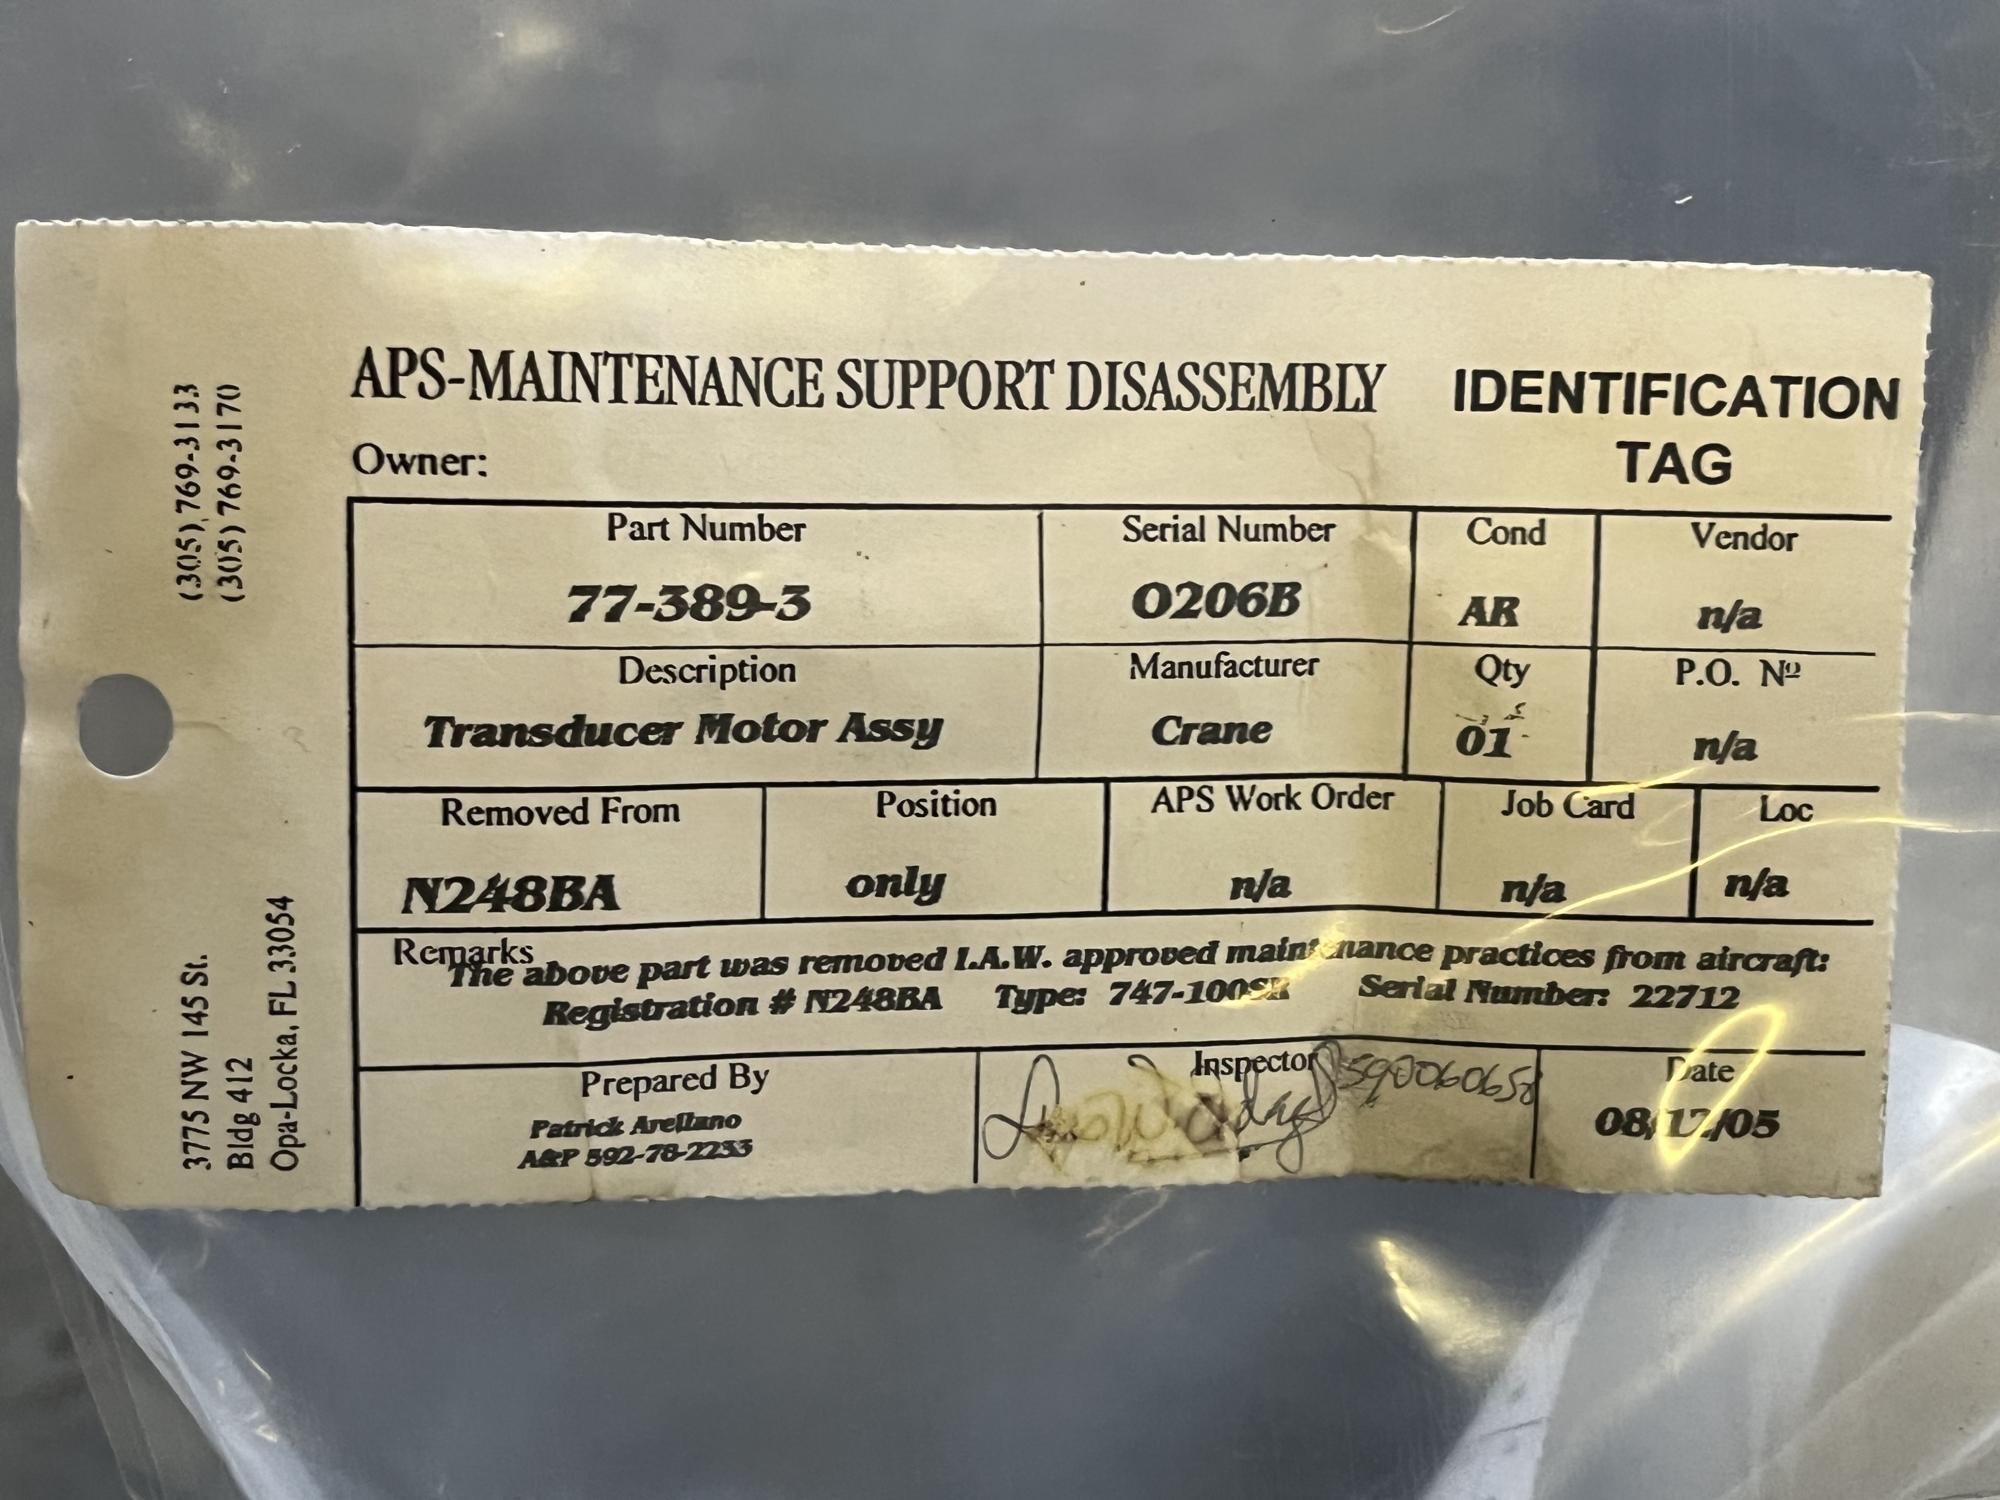 APS-MAINTENANCE SUPPORT DISASSEMBLY
IDENTIFICATION TAG
Owner:
Part Number
77-389-3
Serial Number
0206B
Cond
AR
Vendor
n/a
Description
Transducer Motor Assy
Manufacturer
Crane
Qty
01
P.O. Nº
n/a
Removed From
N248BA
Position
only
APS Work Order
n/a
Job Card
n/a
Loc
n/a
Remarks
The above part was removed I.A.W. approved maintenance practices from aircraft:
Registration # N248BA Type: 747-100SR Serial Number: 22712
Prepared By
Patrick Arellano
A&P 592-78-2233
Inspector
590060658
Date
08/12/05
(305) 769-3133
(305) 769-3170
3775 NW 145 St.
Bldg 412
Opa-Locka, FL 33054